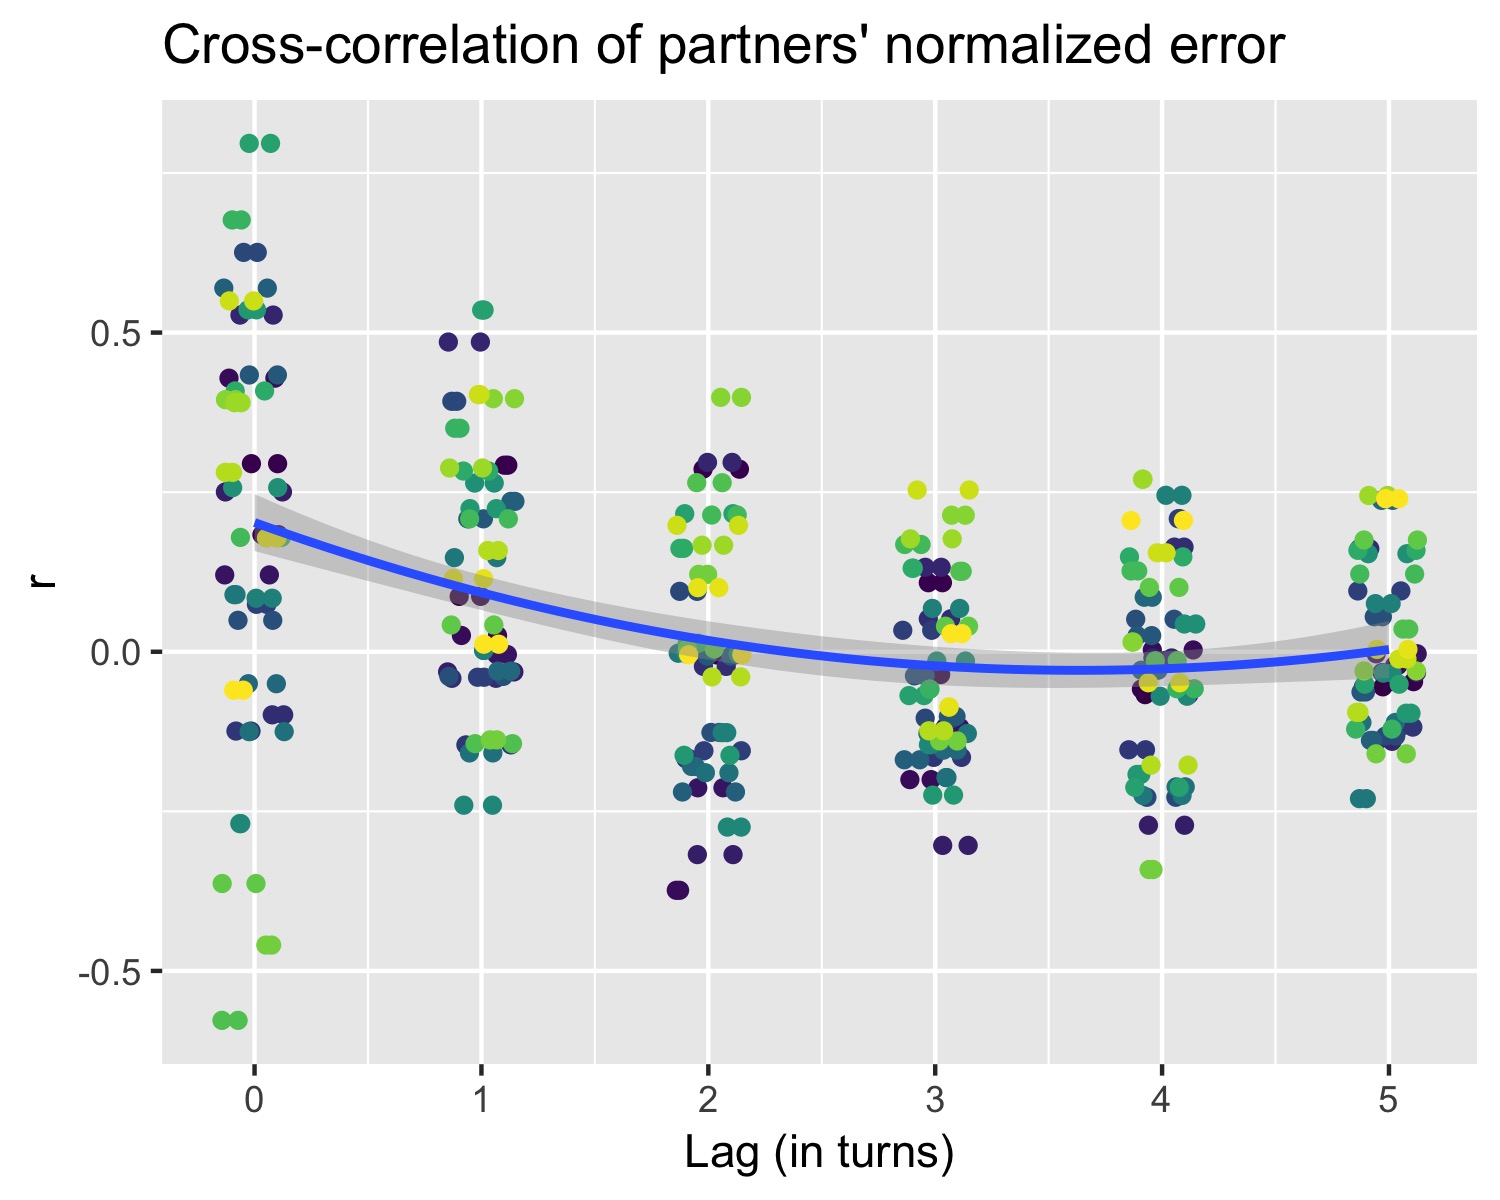 Cross-correlation of partners' normalized error
r
0.5
0.0
-0.5
0 1 2 3 4 5
Lag (in turns)